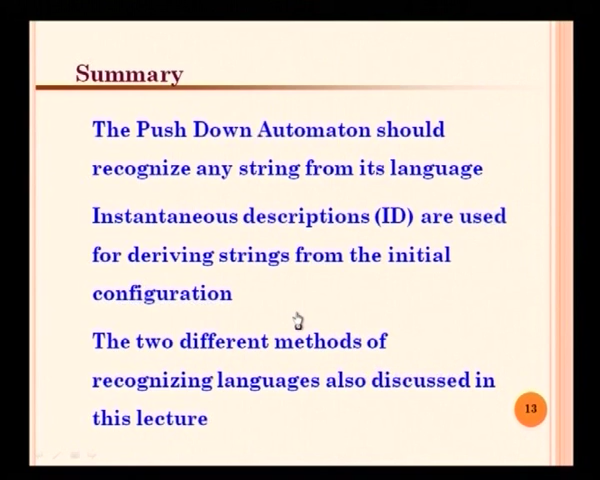 Summary
The Push Down Automaton should
recognize any string from its language
Instantaneous descriptions (ID) are used
for deriving strings from the initial
configuration
The two different methods of
recognizing languages also discussed in
this lecture
13